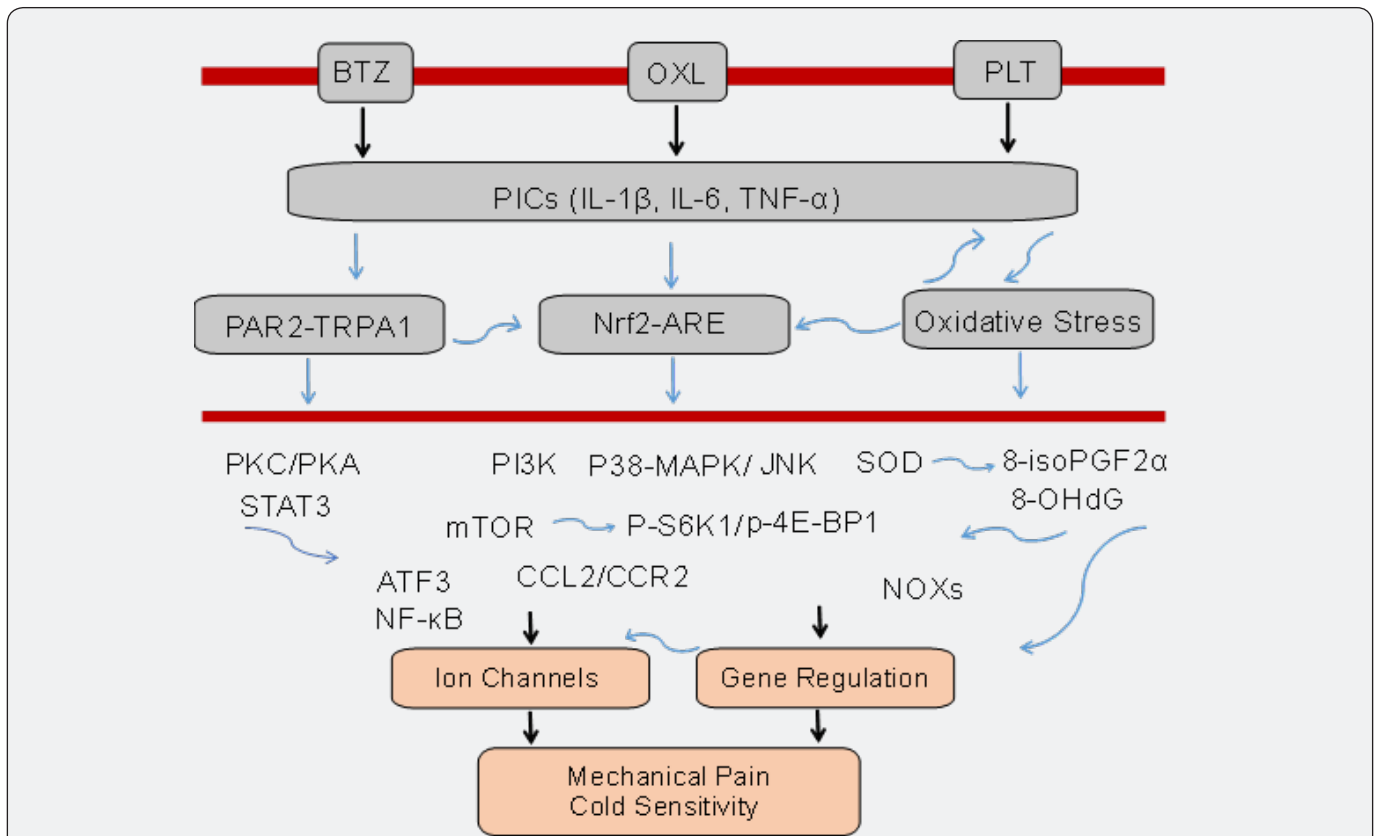 BTZ
OXL
PLT
PICs (IL-1β, IL-6, TNF-α)
PAR2-TRPA1
Nrf2-ARE
Oxidative Stress
PKC/PKA
STAT3
PI3K
P38-MAPK/ JNK
SOD
8-isoPGF2α
8-OHdG
mTOR
P-S6K1/p-4E-BP1
ATF3
NF-κB
CCL2/CCR2
NOXs
Ion Channels
Gene Regulation
Mechanical Pain
Cold Sensitivity